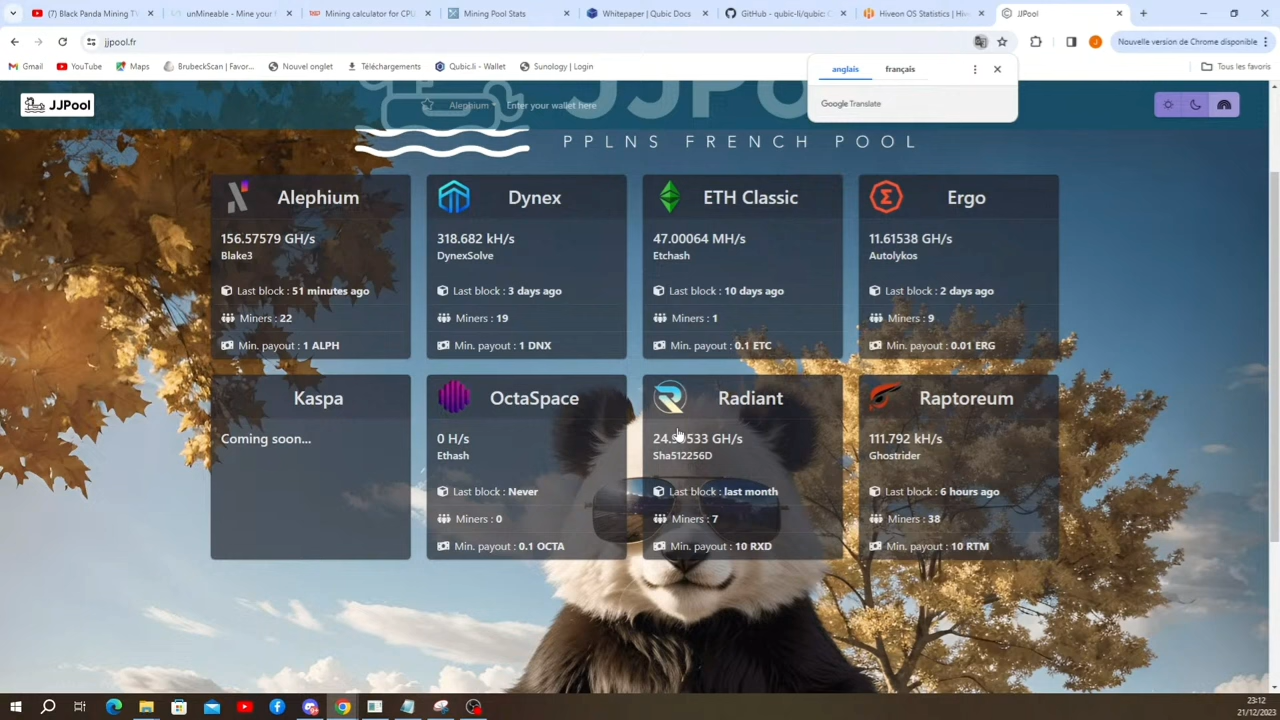 (7) Black Panda Mining T
unMineable - Mine your
Mining calculator for CPU
Mining Pool Stats
Whitepaper | Qubic Docs
GitHub - qubic-li/qubic: C
Hiveon OS Statistics | Hiv
JJPool
jjpool.fr
Nouvelle version de Chrome disponible
Gmail
YouTube
Maps
BrubeckScan | Favor...
Nouvel onglet
Téléchargements
Qubic.li - Wallet
Sunology | Login
Tous les favoris
anglais
français
Google Translate
JJPool
Alephium
Enter your wallet here
JJPOOL
PPLNS FRENCH POOL
Alephium
156.57579 GH/s
Blake3
Last block : 51 minutes ago
Miners : 22
Min. payout : 1 ALPH
Dynex
318.682 kH/s
DynexSolve
Last block : 3 days ago
Miners : 19
Min. payout : 1 DNX
ETH Classic
47.00064 MH/s
Etchash
Last block : 10 days ago
Miners : 1
Min. payout : 0.1 ETC
Ergo
11.61538 GH/s
Autolykos
Last block : 2 days ago
Miners : 9
Min. payout : 0.01 ERG
Kaspa
Coming soon...
OctaSpace
0 H/s
Ethash
Last block : Never
Miners : 0
Min. payout : 0.1 OCTA
Radiant
GH/s
Sha512256D
Last block : last month
Miners : 7
Min. payout : 10 RXD
Raptoreum
111.792 kH/s
Ghostrider
Last block : 6 hours ago
Miners : 38
Min. payout : 10 RTM
23:12
21/12/2023